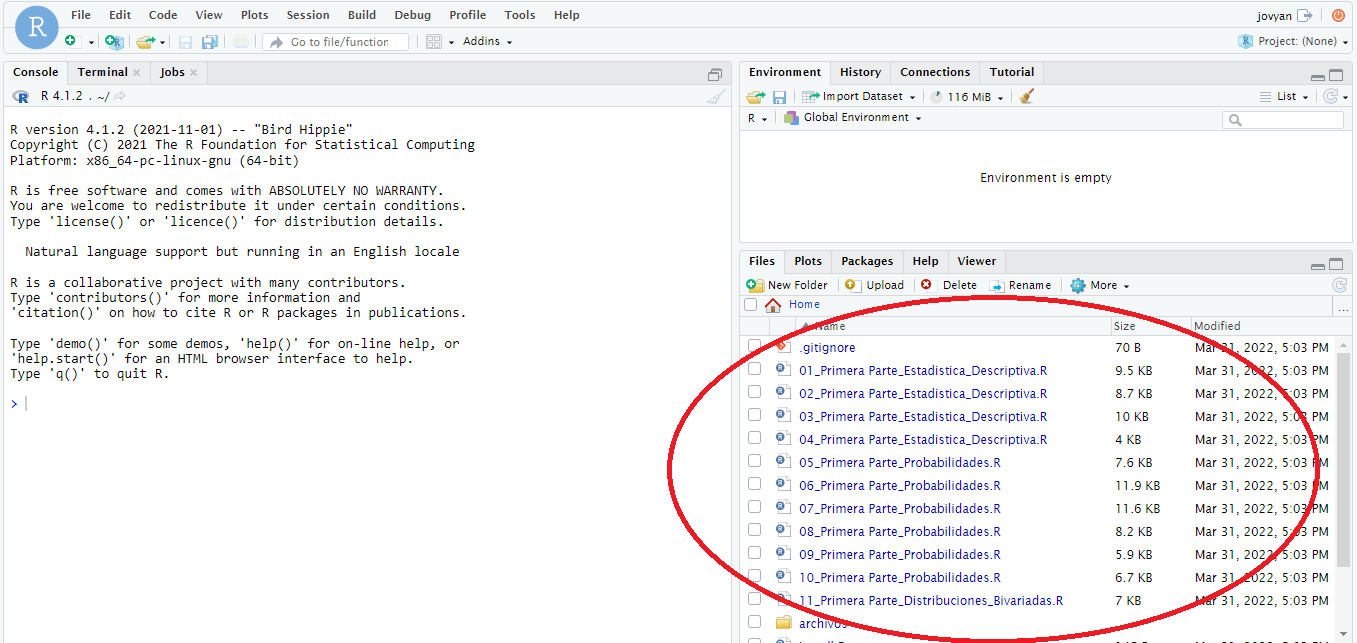 R File Edit Code View Plots Session Build Debug Profile Tools Help jovyan
Go to file/function Addins R Project: (None)
Console Terminal × Jobs ×
R R 4.1.2 . ~/
R version 4.1.2 (2021-11-01) -- "Bird Hippie"
Copyright (C) 2021 The R Foundation for Statistical Computing
Platform: x86_64-pc-linux-gnu (64-bit)
R is free software and comes with ABSOLUTELY NO WARRANTY.
You are welcome to redistribute it under certain conditions.
Type 'license()' or 'licence()' for distribution details.
Natural language support but running in an English locale
R is a collaborative project with many contributors.
Type 'contributors()' for more information and
'citation()' on how to cite R or R packages in publications.
Type 'demo()' for some demos, 'help()' for on-line help, or
'help.start()' for an HTML browser interface to help.
Type 'q()' to quit R.
>
Environment History Connections Tutorial
Import Dataset 116 MiB List
R Global Environment
Environment is empty
Files Plots Packages Help Viewer
New Folder Upload Delete Rename More
Home ...
Name Size Modified
.gitignore 70 B Mar 31, 2022, 5:03 PM
01_Primera Parte_Estadistica_Descriptiva.R 9.5 KB Mar 31, 2022, 5:03 PM
02_Primera Parte_Estadistica_Descriptiva.R 8.7 KB Mar 31, 2022, 5:03 PM
03_Primera Parte_Estadistica_Descriptiva.R 10 KB Mar 31, 2022, 5:03 PM
04_Primera Parte_Estadistica_Descriptiva.R 4 KB Mar 31, 2022, 5:03 PM
05_Primera Parte_Probabilidades.R 7.6 KB Mar 31, 2022, 5:03 PM
06_Primera Parte_Probabilidades.R 11.9 KB Mar 31, 2022, 5:03 PM
07_Primera Parte_Probabilidades.R 11.6 KB Mar 31, 2022, 5:03 PM
08_Primera Parte_Probabilidades.R 8.2 KB Mar 31, 2022, 5:03 PM
09_Primera Parte_Probabilidades.R 5.9 KB Mar 31, 2022, 5:03 PM
10_Primera Parte_Probabilidades.R 6.7 KB Mar 31, 2022, 5:03 PM
11_Primera Parte_Distribuciones_Bivariadas.R 7 KB Mar 31, 2022, 5:03 PM
archivos